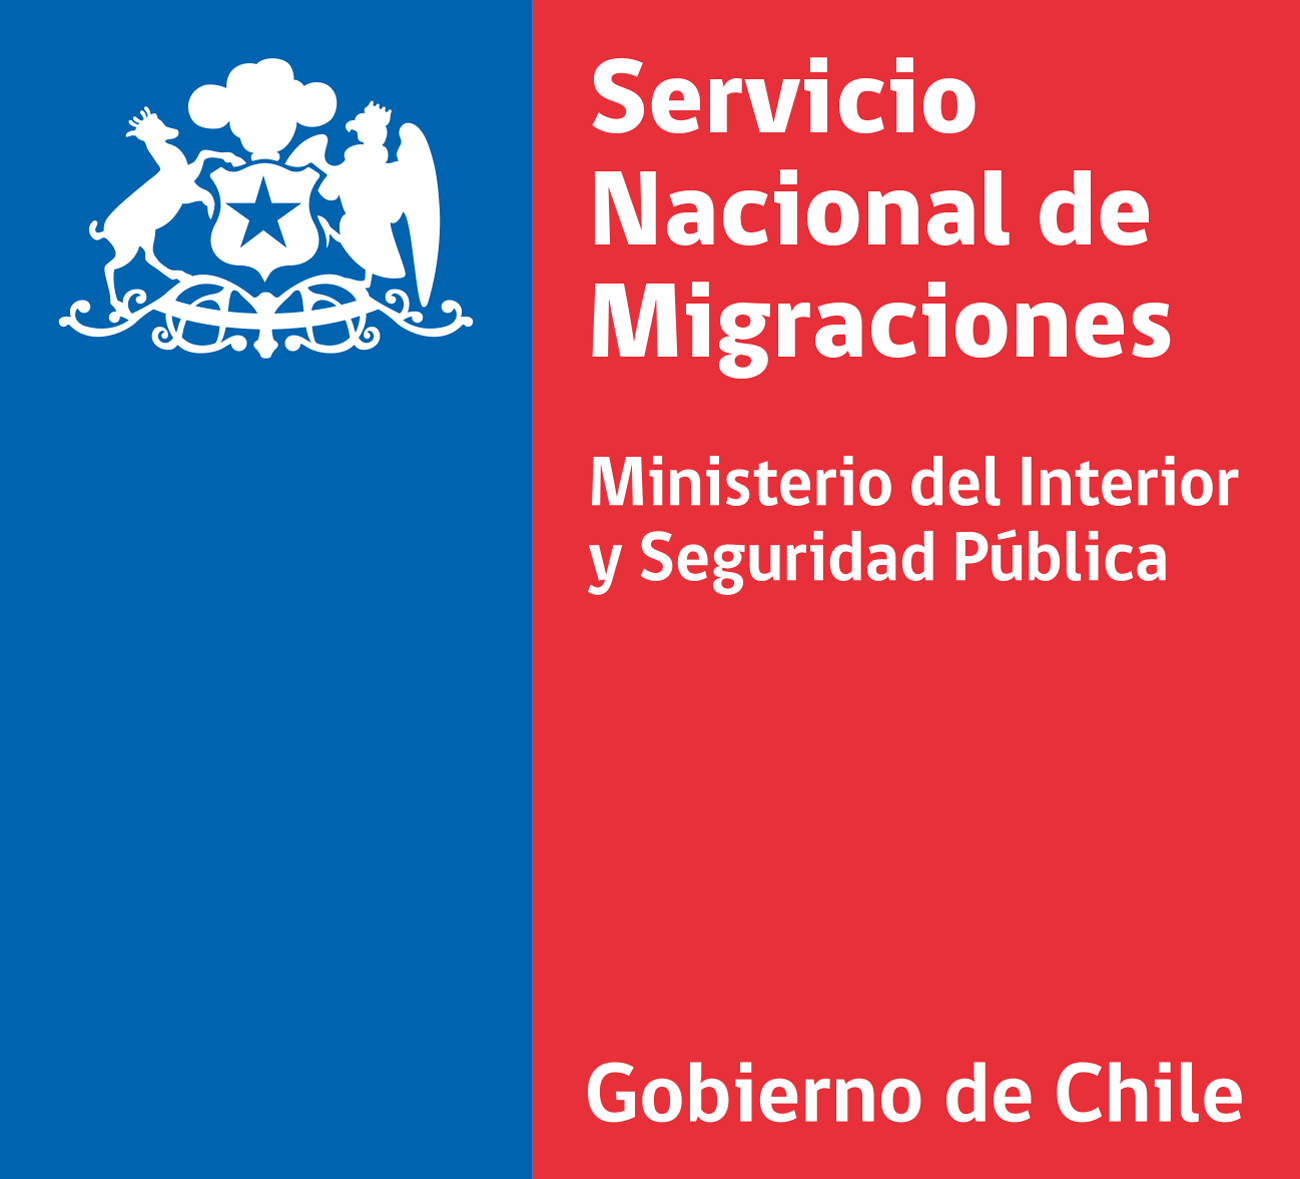 Servicio
Nacional de
Migraciones
Ministerio del Interior
y Seguridad Pública
Gobierno de Chile